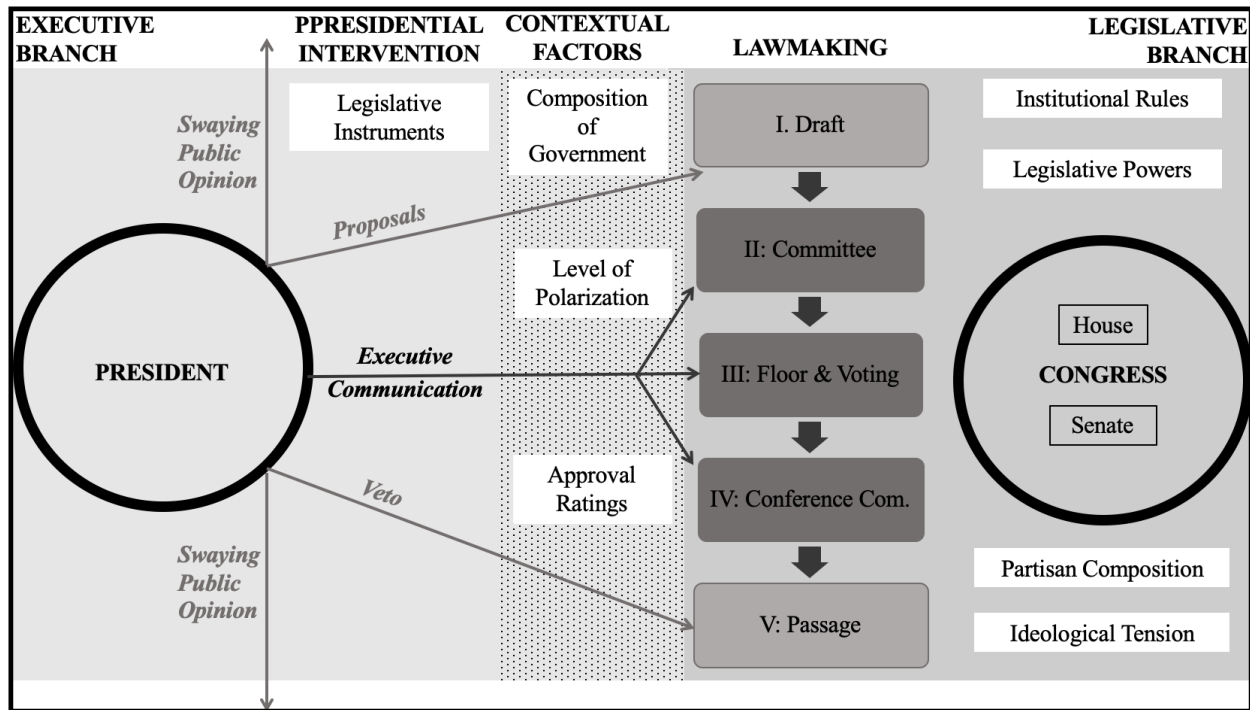 EXECUTIVE
BRANCH
PPRESIDENTIAL
INTERVENTION
CONTEXTUAL
FACTORS
LAWMAKING
LEGISLATIVE
BRANCH
Swaying
Public
Opinion
Legislative
Instruments
Composition
of
Government
I. Draft
Institutional Rules
Legislative Powers
Proposals
Level of
Polarization
II: Committee
PRESIDENT
Executive
Communication
III: Floor & Voting
House
CONGRESS
Senate
Approval
Ratings
IV: Conference Com.
Veto
Swaying
Public
Opinion
V: Passage
Partisan Composition
Ideological Tension